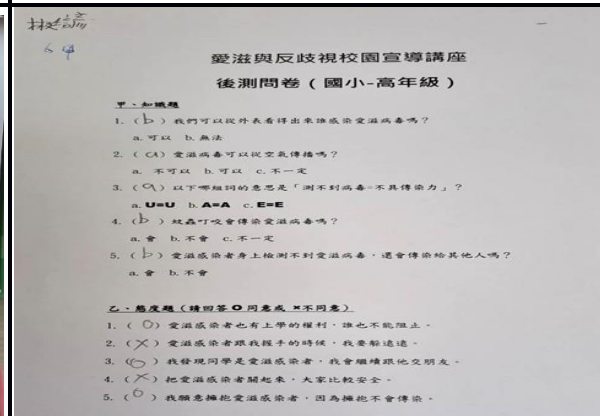 愛滋與反歧視校園宣導講座
後測問卷（國小-高年級）
甲、知識題
1.（b）我們可以從外表看得出來誰感染愛滋病毒嗎？
a.可以 b.無法
2.（a）愛滋病毒可以從空氣傳播嗎？
a. 不可以 b.可以 c.不一定
3.（a）以下哪組詞的意思是「測不到病毒=不具傳染力」？
a.U=U b.A=A c.E=E
4.（b）蚊蟲叮咬會傳染愛滋病毒嗎？
a.會 b.不會 c.不一定
5.（b）愛滋感染者身上檢測不到愛滋病毒，還會傳染給其他人嗎？
a.會 b.不會
乙、態度題（請回答O同意或 ×不同意）
1.（O）愛滋感染者也有上學的權利，誰也不能阻止。
2.（X）愛滋感染者跟我握手的時候，我要躲遠遠。
3.（O）我發現同學是愛滋感染者，我會繼續跟他交朋友。
4.（X）把愛滋感染者關起來，大家比較安全。
5.（O）我願意擁抱愛滋感染者，因為擁抱不會傳染。